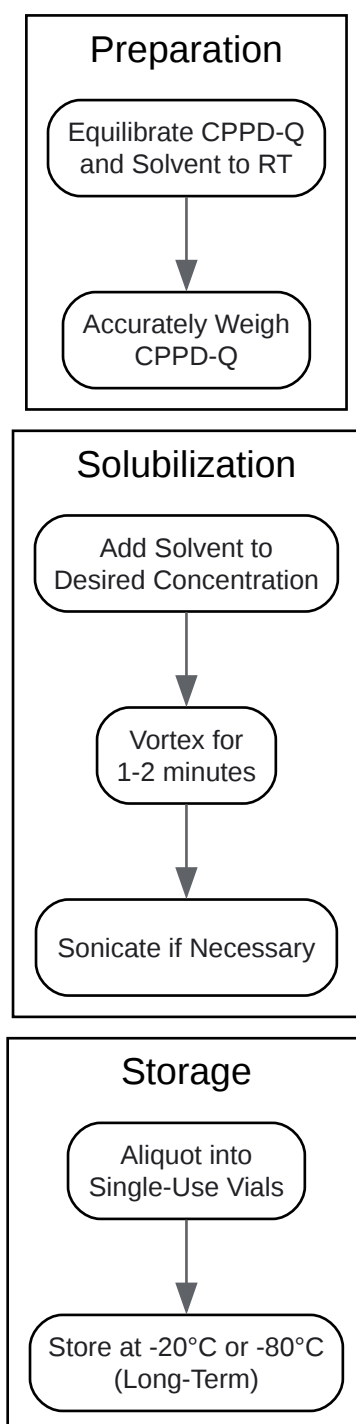 Preparation
Equilibrate CPPD-Q
and Solvent to RT
Accurately Weigh
CPPD-Q
Solubilization
Add Solvent to
Desired Concentration
Vortex for
1-2 minutes
Sonicate if Necessary
Storage
Aliquot into
Single-Use Vials
Store at -20°C or -80°C
(Long-Term)